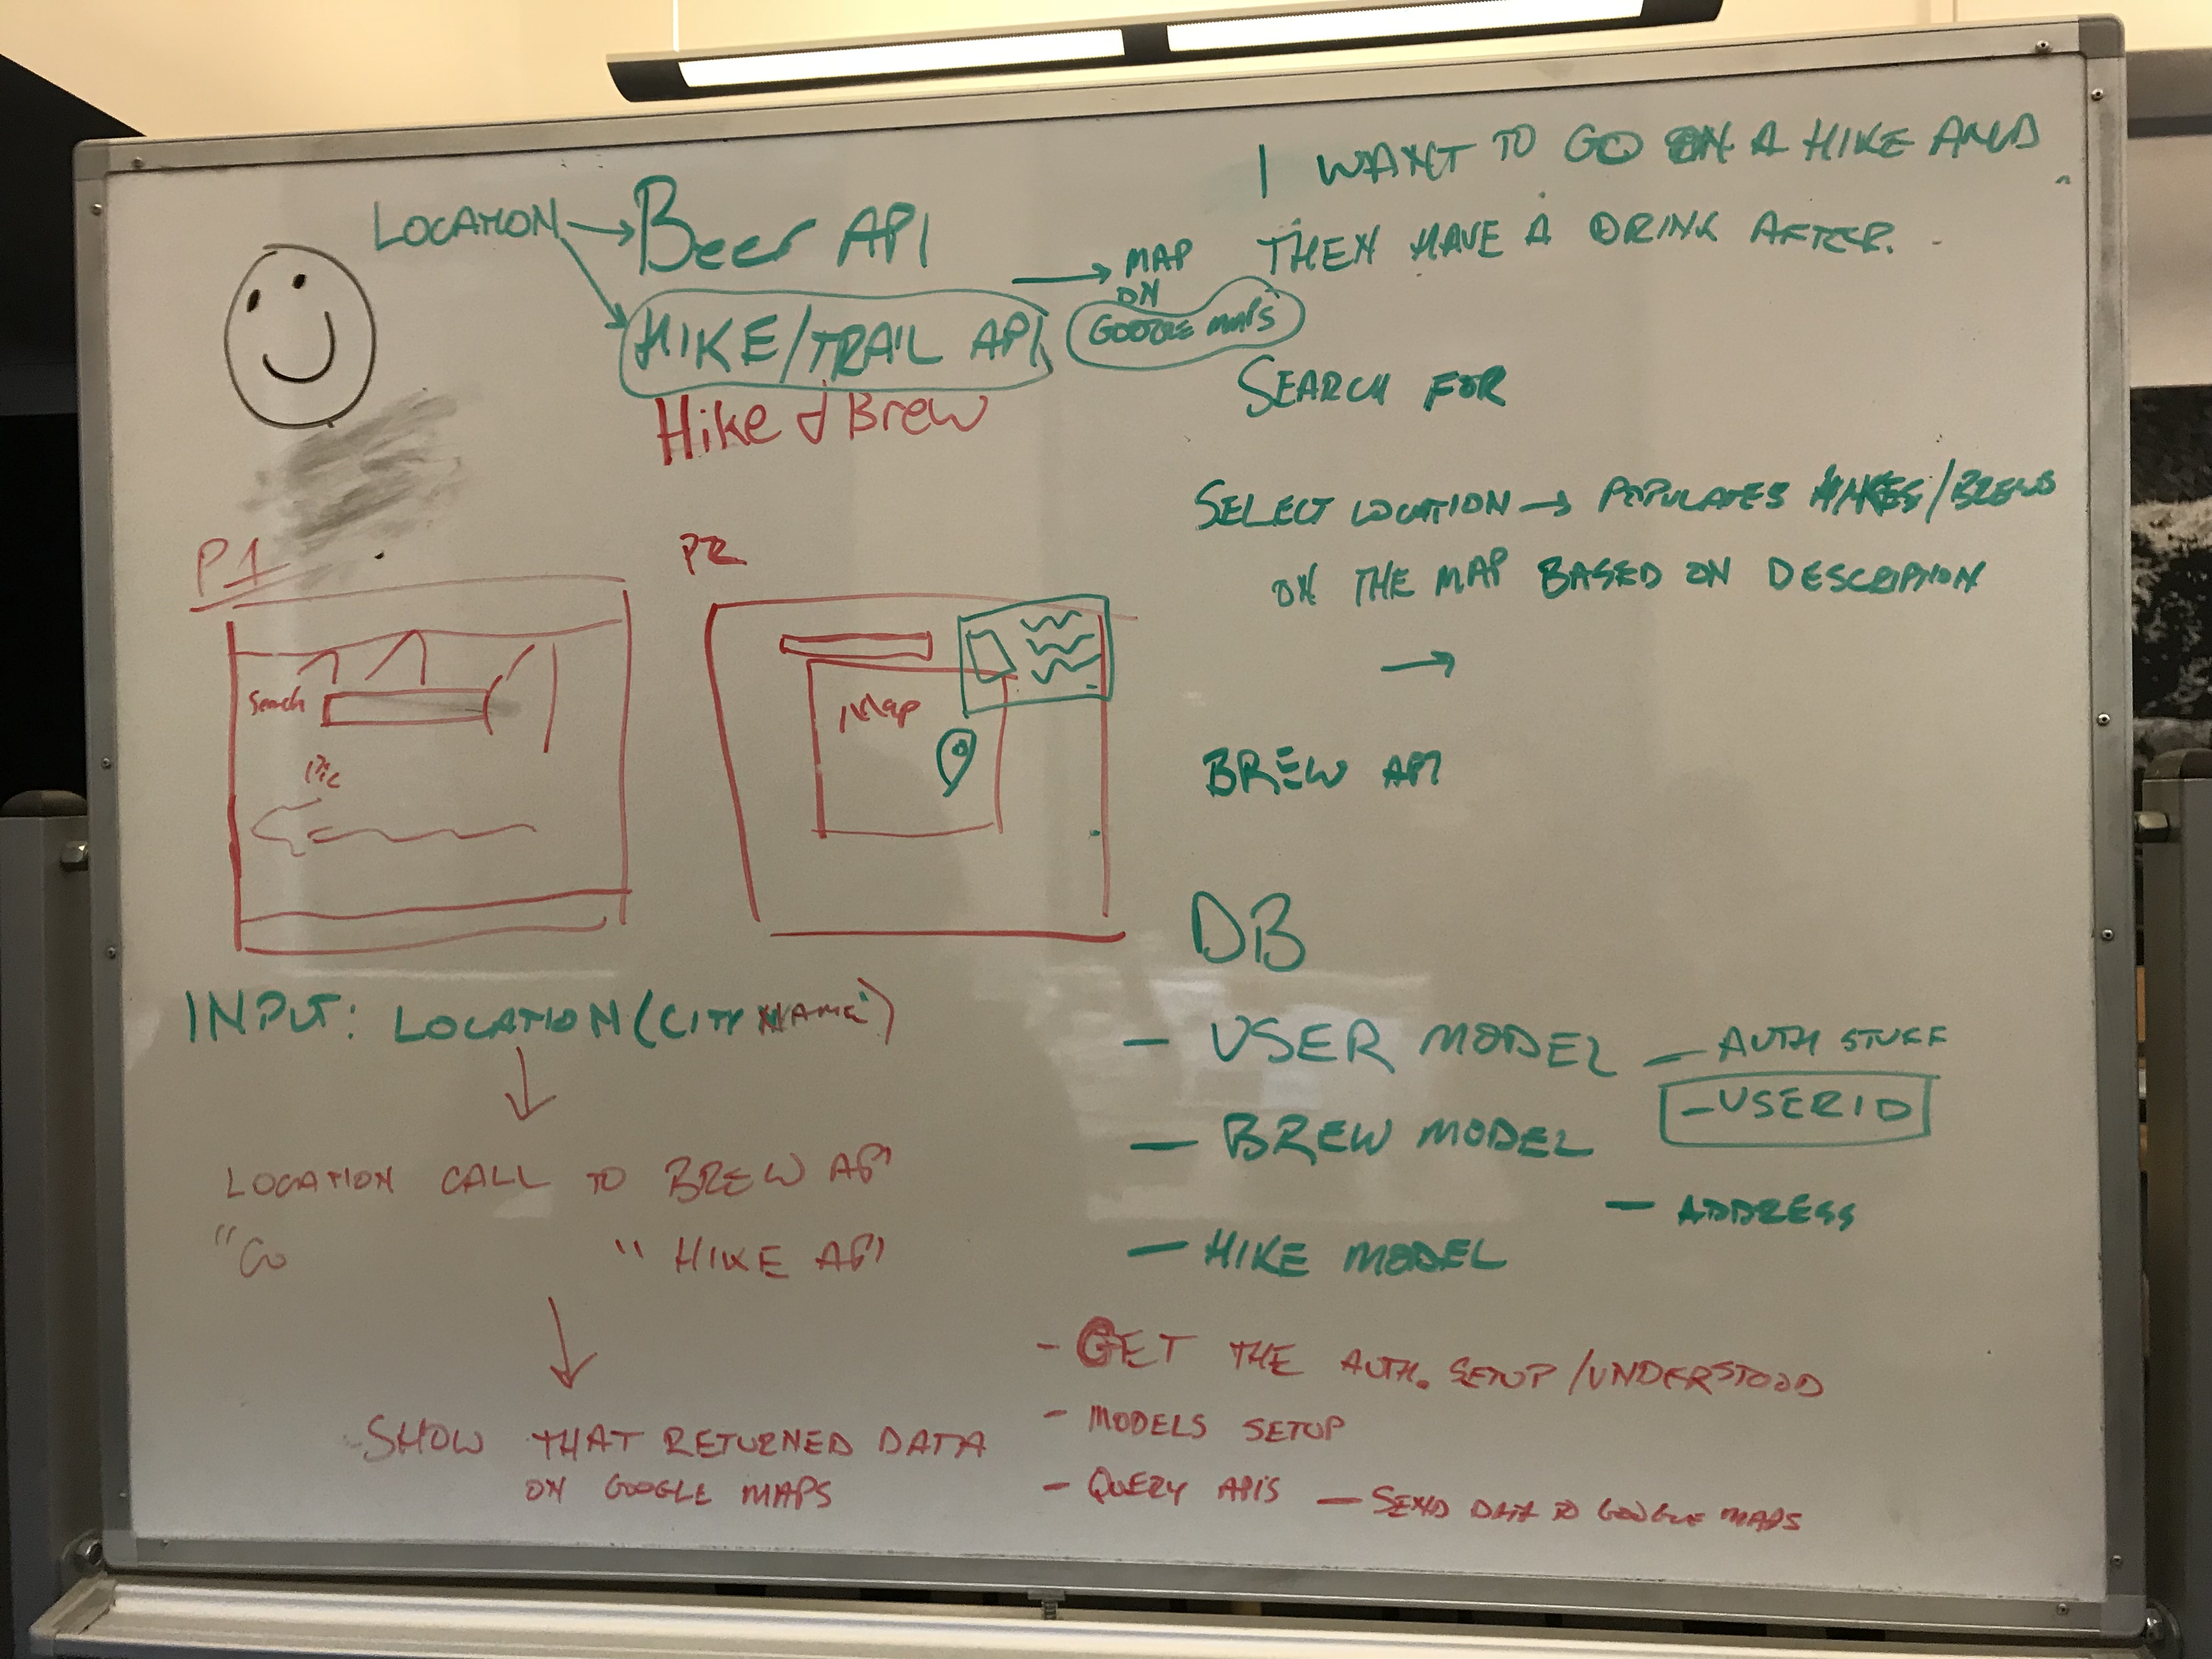 I WANT TO GO ON A HIKE AND
THEN HAVE A DRINK AFTER.
LOCATION → Beer API
HIKE/TRAIL API
→ MAP
ON
GOOGLE MAPS
Hike & Brew
SEARCH FOR
SELECT LOCATION → POPULATES HIKES/BREWS
ON THE MAP BASED ON DESCRIPTION
→
BREW API
P1
Search
Pic
P2
Map
INPUT: LOCATION (CITY NAME)
LOCATION CALL TO BREW API
" " HIKE API
SHOW THAT RETURNED DATA
ON GOOGLE MAPS
DB
- USER MODEL - AUTH STUFF
- USERID
- BREW MODEL
- ADDRESS
- HIKE MODEL
- GET THE AUTH. SETUP/UNDERSTOOD
- MODELS SETUP
- QUERY APIS - SEND DATA TO GOOGLE MAPS